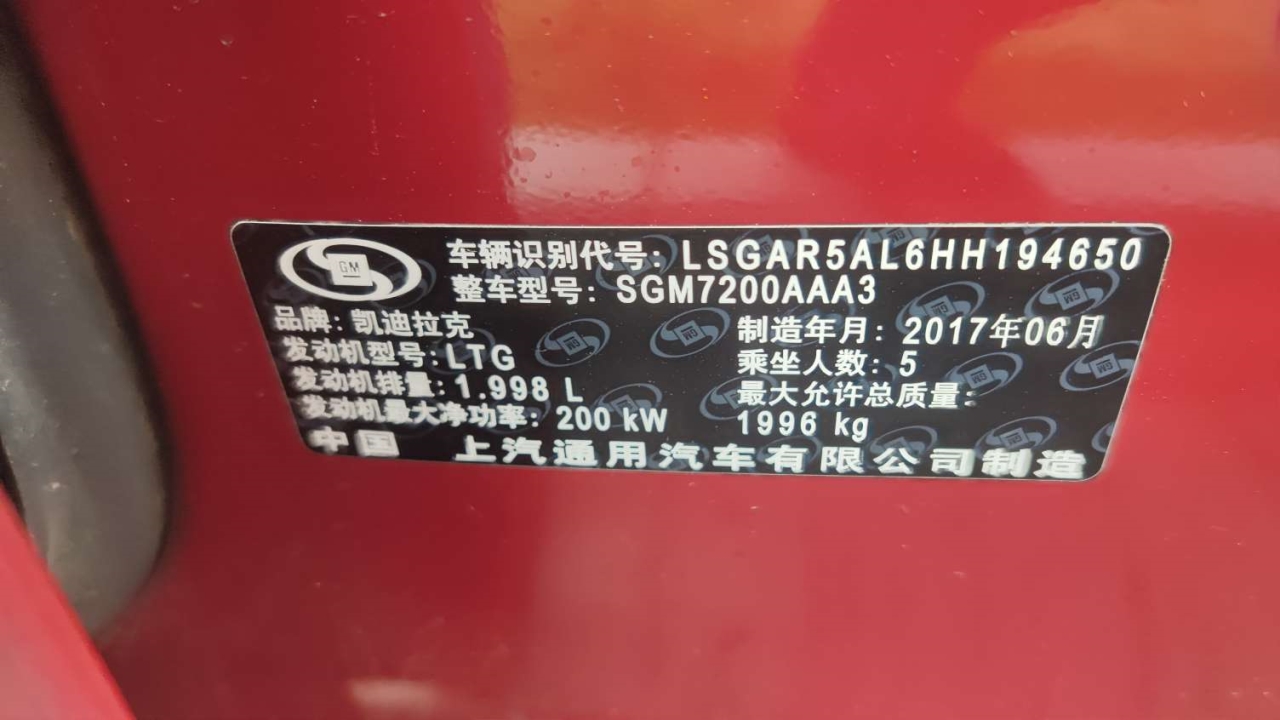 GM
车辆识别代号: LSGAR5AL6HH194650
整车型号: SGM7200AAA3
品牌: 凯迪拉克
制造年月: 2017年06月
发动机型号: LTG
乘坐人数: 5
发动机排量: 1.998 L
最大允许总质量:
发动机最大净功率: 200 kW
1996 kg
中国 上汽通用汽车有限公司制造